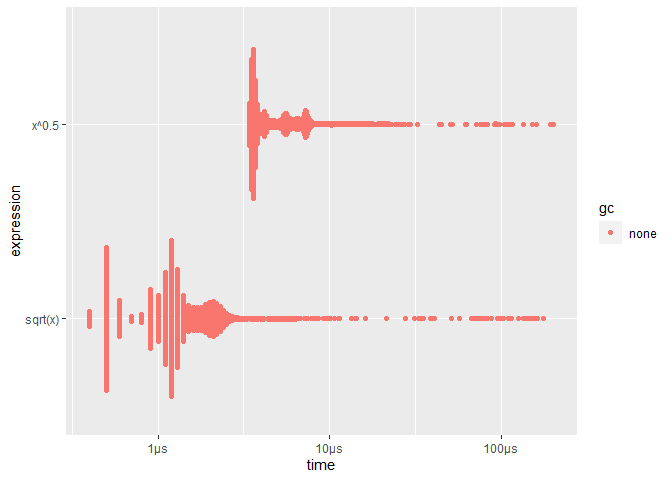 x^0.5
sqrt(x)
expression
1µs
10µs
100µs
time
gc
none